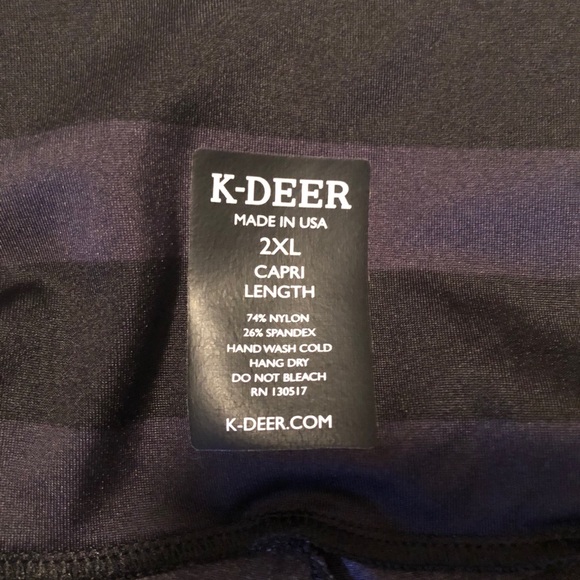 K-DEER
MADE IN USA
2XL
CAPRI
LENGTH
74% NYLON
26% SPANDEX
HAND WASH COLD
HANG DRY
DO NOT BLEACH
RN 130517
K-DEER.COM